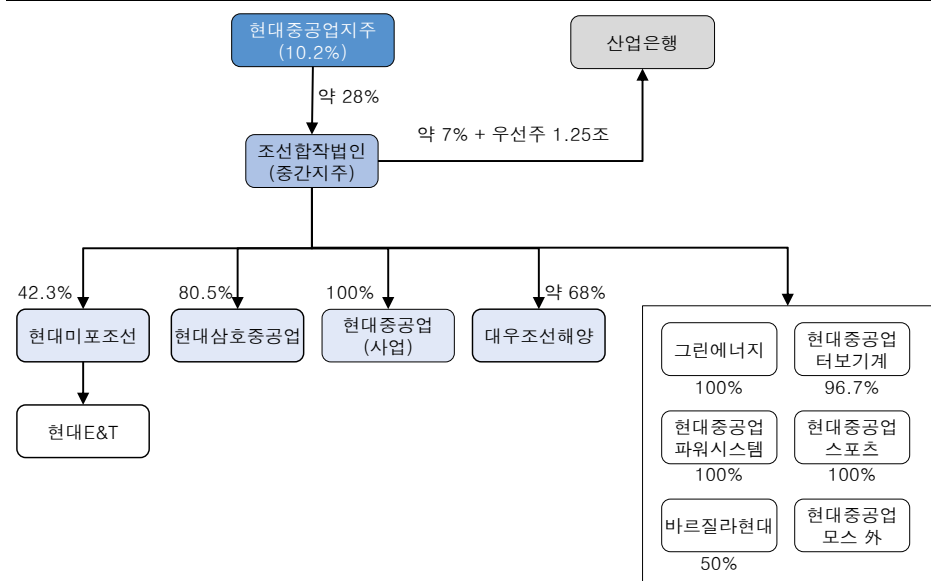 현대중공업지주
(10.2%)
산업은행
약 28%
약 7% + 우선주 1.25조
조선합작법인
(중간지주)
42.3%
80.5%
100%
약 68%
현대미포조선
현대삼호중공업
현대중공업
(사업)
대우조선해양
현대E&T
그린에너지
100%
현대중공업
터보기계
96.7%
현대중공업
파워시스템
100%
현대중공업
스포츠
100%
바르질라현대
50%
현대중공업
모스 外